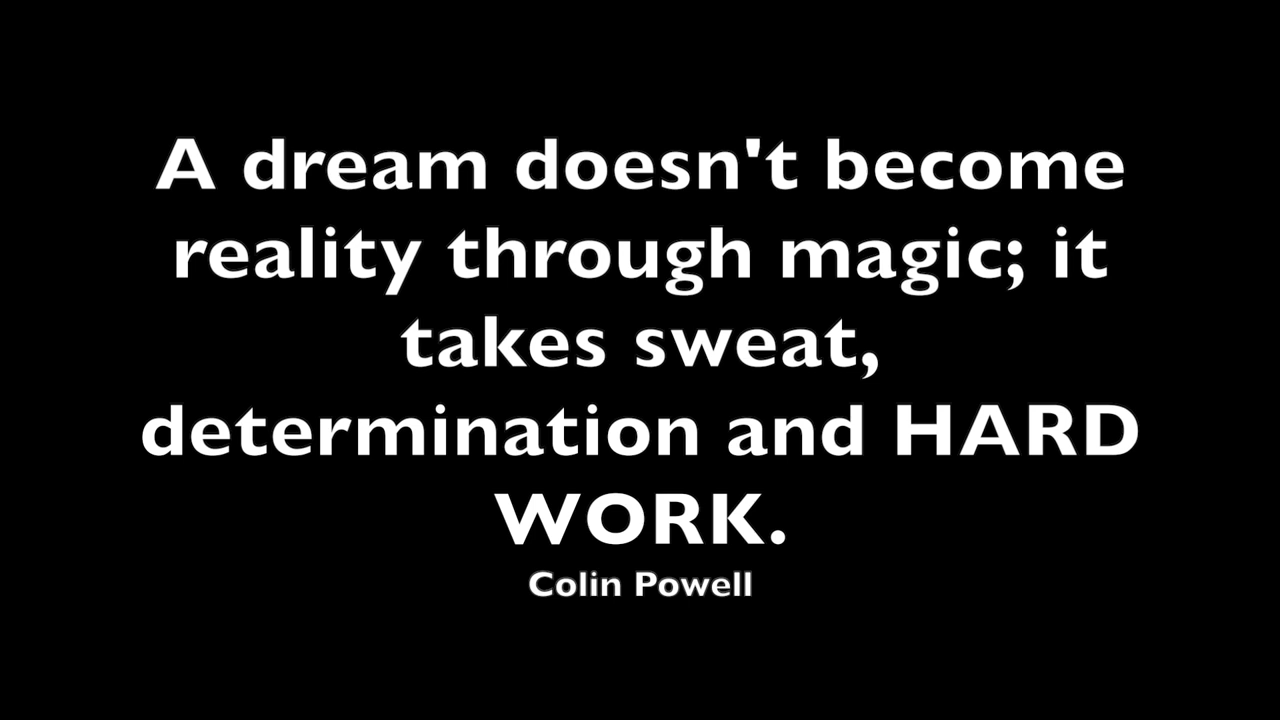 A dream doesn't become
reality through magic; it
takes sweat,
determination and HARD
WORK.
Colin Powell